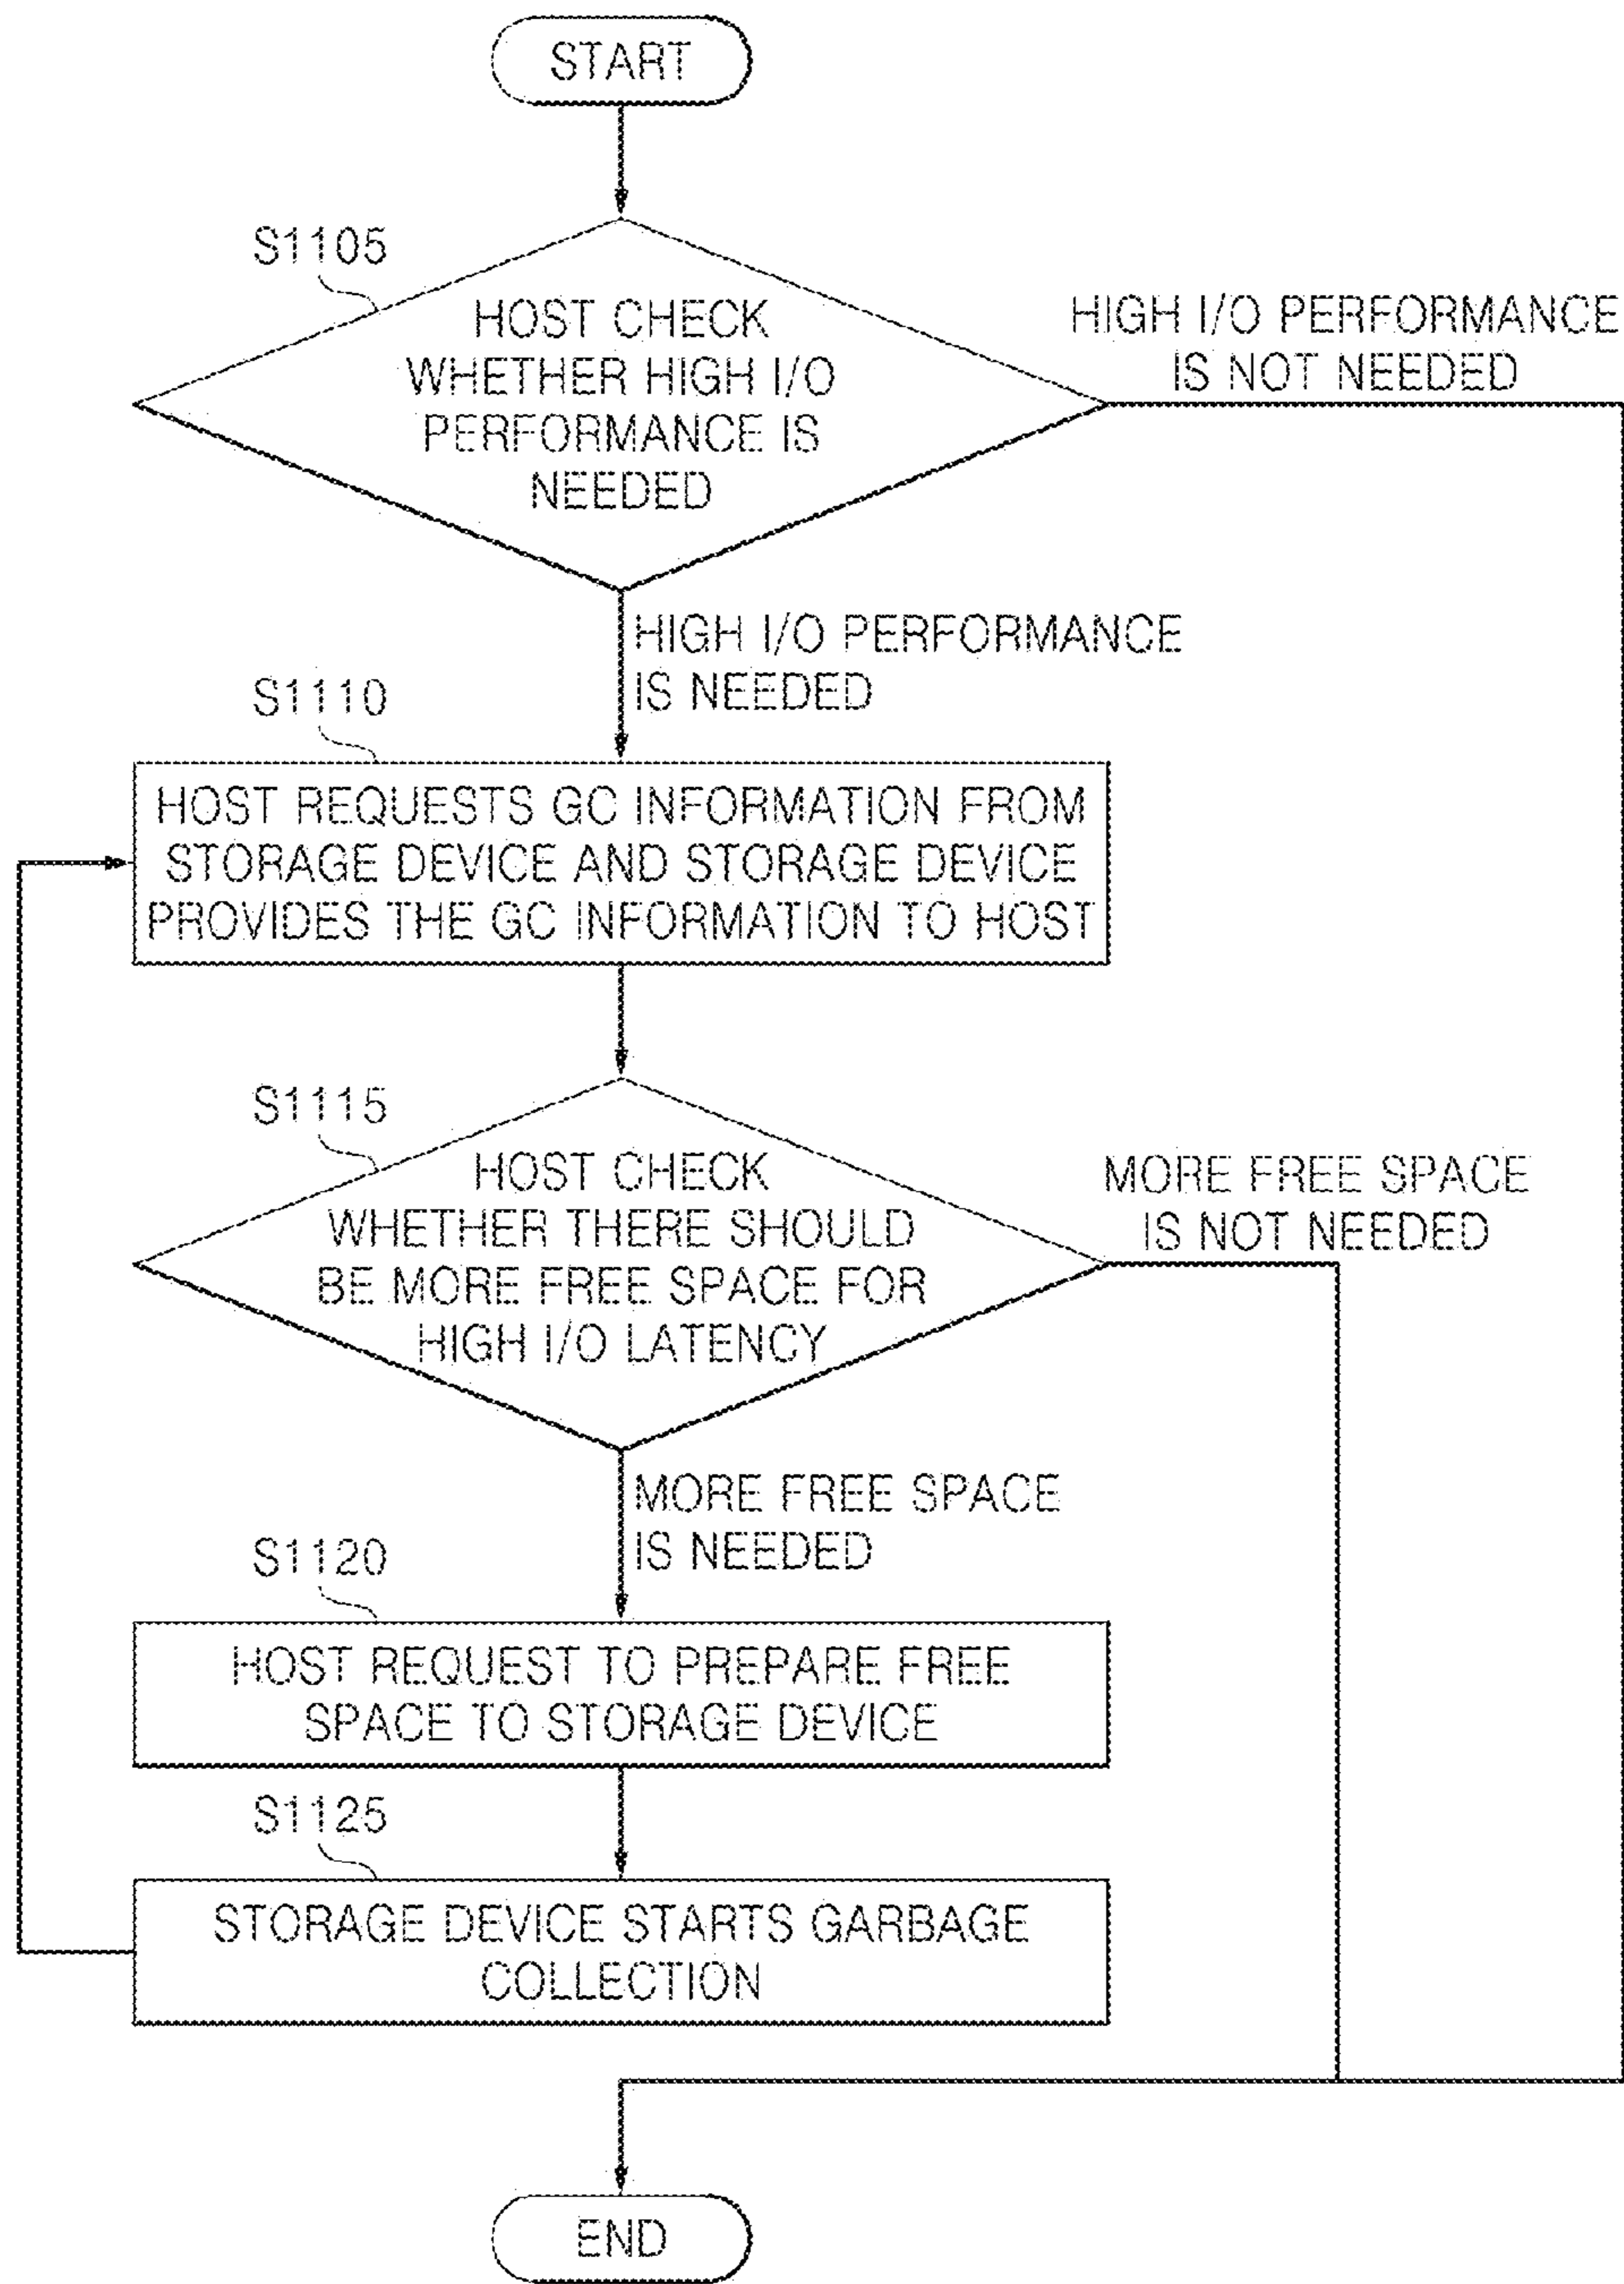 START
S1105
HOST CHECK
WHETHER HIGH I/O
PERFORMANCE IS
NEEDED
HIGH I/O PERFORMANCE
IS NOT NEEDED
HIGH I/O PERFORMANCE
IS NEEDED
S1110
HOST REQUESTS GC INFORMATION FROM
STORAGE DEVICE AND STORAGE DEVICE
PROVIDES THE GC INFORMATION TO HOST
S1115
HOST CHECK
WHETHER THERE SHOULD
BE MORE FREE SPACE FOR
HIGH I/O LATENCY
MORE FREE SPACE
IS NOT NEEDED
MORE FREE SPACE
IS NEEDED
S1120
HOST REQUEST TO PREPARE FREE
SPACE TO STORAGE DEVICE
S1125
STORAGE DEVICE STARTS GARBAGE
COLLECTION
END